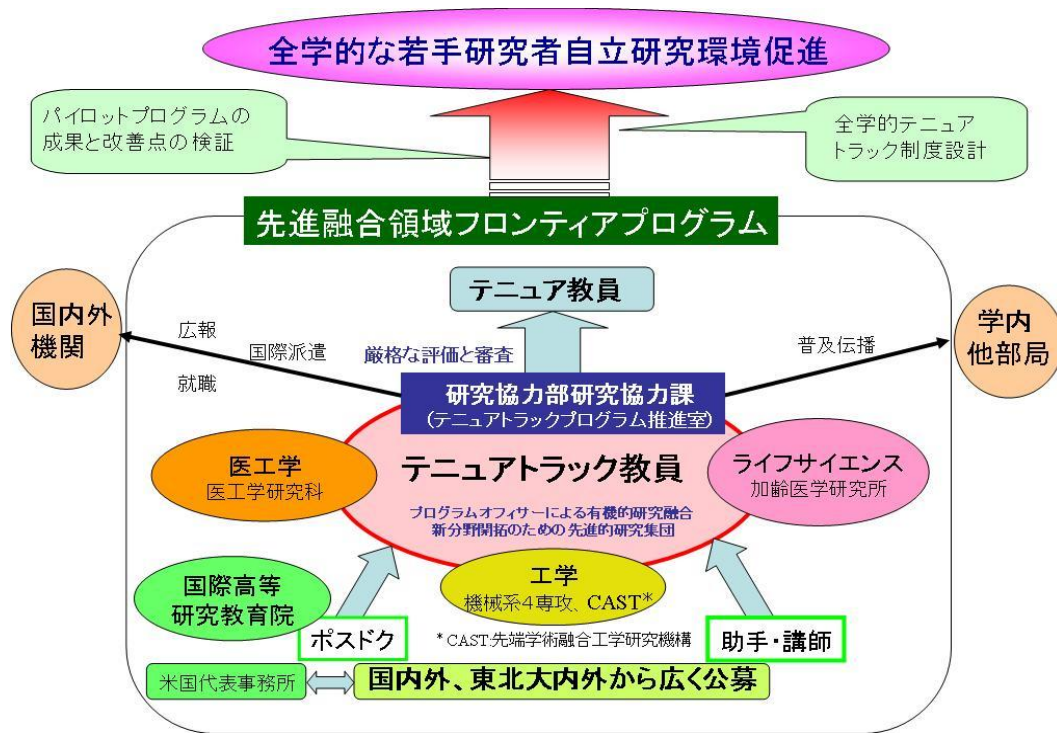 全学的な若手研究者自立研究環境促進
パイロットプログラムの
成果と改善点の検証
全学的テニュア
トラック制度設計
先進融合領域フロンティアプログラム
テニュア教員
国内外
機関
広報
国際派遣
就職
厳格な評価と審査
普及伝播
学内
他部局
研究協力部研究協力課
(テニュアトラックプログラム推進室)
テニュアトラック教員
医工学
医工学研究科
ライフサイエンス
加齢医学研究所
プログラムオフィサーによる有機的研究融合
新分野開拓のための先進的研究集団
工学
機械系4専攻、CAST*
国際高等
研究教育院
ポスドク
*CAST:先端学術融合工学研究機構
助手・講師
米国代表事務所
国内外、東北大内外から広く公募